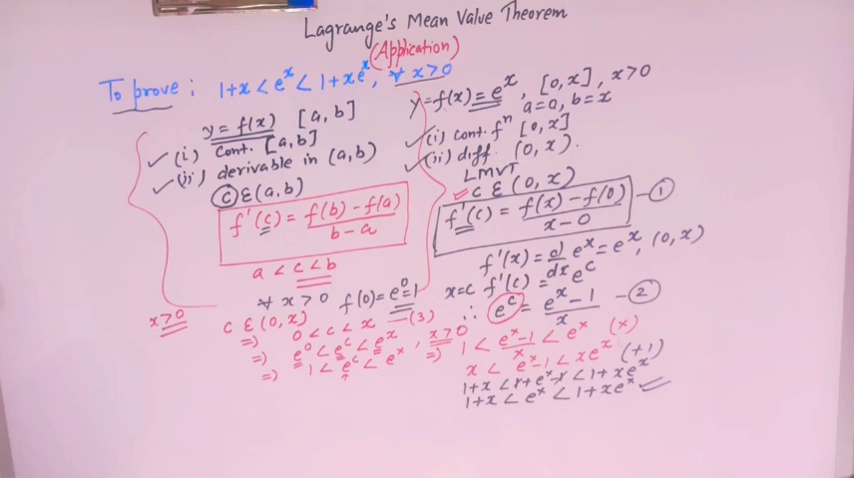 Lagrange's Mean Value Theorem
(Application)
To prove : 1+x < e^x < 1+xe^x, ∀ x>0
y = f(x) [a, b]
(i) cont. [a,b]
(ii) derivable in (a,b)
c ε (a,b)
f'(c) = (f(b) - f(a))/(b - a)
a < c < b
y = f(x) = e^x, [0, x], x>0
a=a, b=x
(i) cont. fⁿ [0,x]
(ii) diff. (0, x).
LMVT
c ε (0, x)
f'(c) = (f(x) - f(0))/(x - 0) — ①
f'(x) = d/dx e^x = e^x, (0, x)
x=c f'(c) = e^c
∀ x > 0 f(0) = e^0 = 1
∴ e^c = (e^x - 1)/x — ②
x>0
c ε (0, x)
⇒ 0 < c < x — (3)
⇒ e^0 < e^c < e^x
⇒ 1 < e^c < e^x, x>0
⇒ 1 < (e^x - 1)/x < e^x (x)
x < e^x - 1 < xe^x (+1)
1+x < 1+e^x-1 < 1+xe^x
1+x < e^x < 1+xe^x